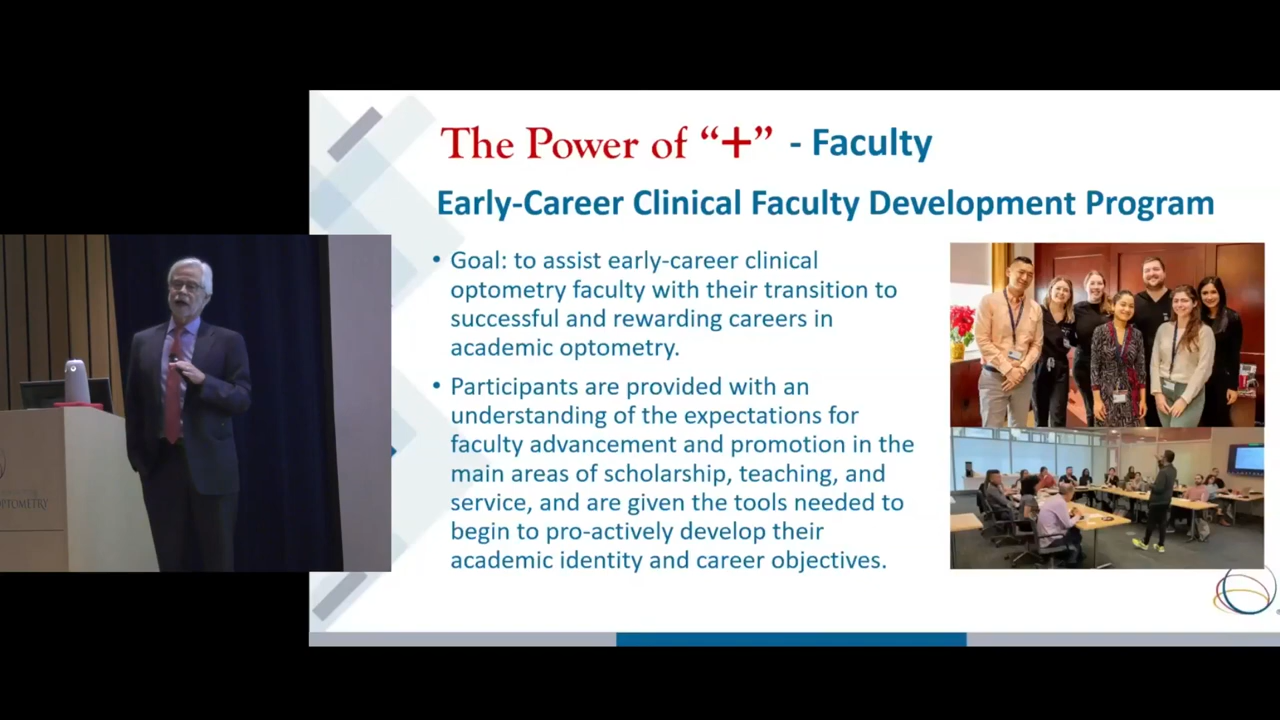 The Power of “+” - Faculty
Early-Career Clinical Faculty Development Program
• Goal: to assist early-career clinical
optometry faculty with their transition to
successful and rewarding careers in
academic optometry.
• Participants are provided with an
understanding of the expectations for
faculty advancement and promotion in the
main areas of scholarship, teaching, and
service, and are given the tools needed to
begin to pro-actively develop their
academic identity and career objectives.
OPTOMETRY
®